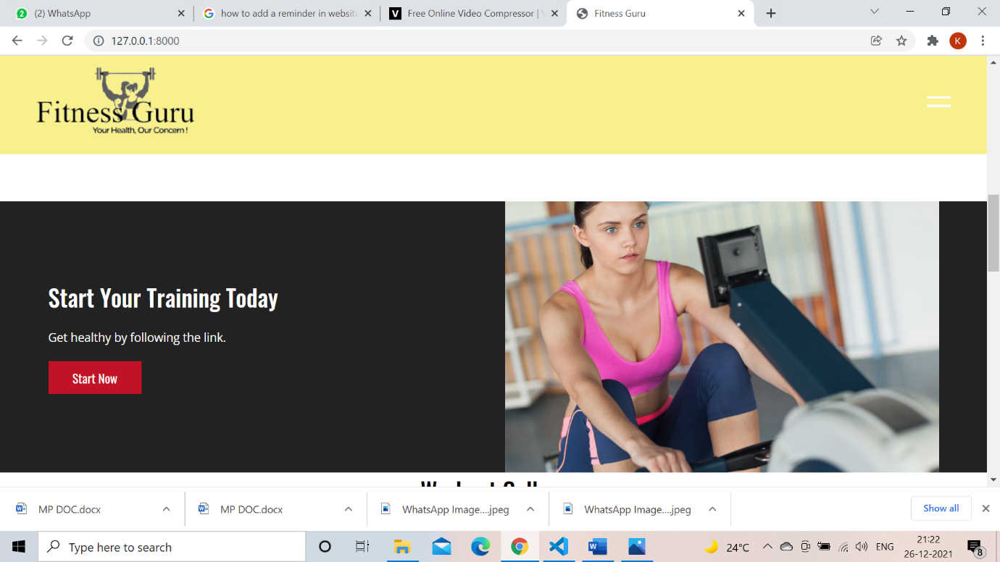 (2) WhatsApp
how to add a reminder in website
Free Online Video Compressor |
Fitness Guru
127.0.0.1:8000
K
Fitness Guru
Your Health, Our Concern !
Start Your Training Today
Get healthy by following the link.
Start Now
MP DOC.docx
MP DOC.docx
WhatsApp Image....jpeg
WhatsApp Image....jpeg
Show all
Type here to search
24°C
ENG
21:22
26-12-2021
8